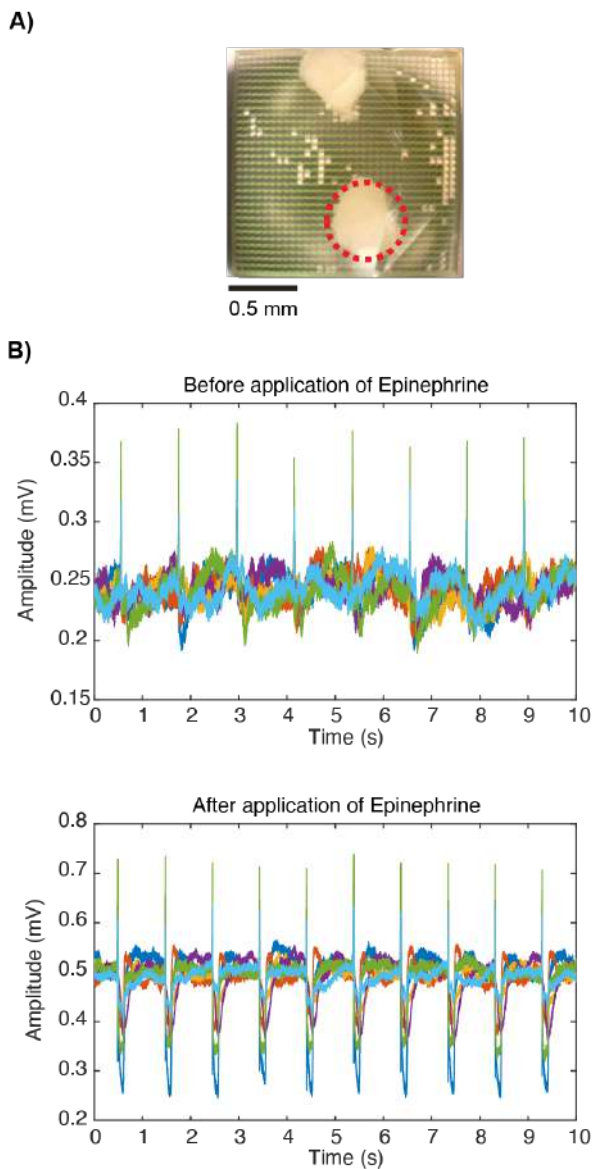 A)
0.5 mm
B)
Before application of Epinephrine
0.4
0.35
0.3
0.25
0.2
0.15
Amplitude (mV)
0 1 2 3 4 5 6 7 8 9 10
Time (s)
After application of Epinephrine
0.8
0.7
0.6
0.5
0.4
0.3
0.2
Amplitude (mV)
0 1 2 3 4 5 6 7 8 9 10
Time (s)